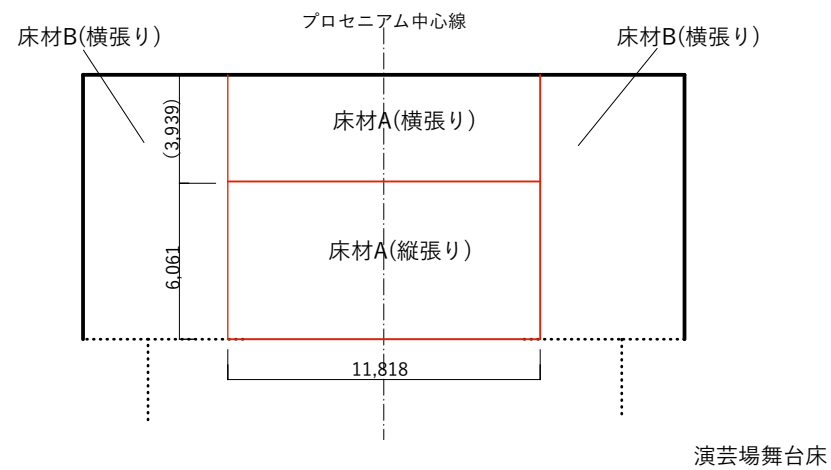 プロセニアム中心線
床材B(横張り)
床材B(横張り)
(3,939)
床材A(横張り)
6,061
床材A(縦張り)
11,818
演芸場舞台床